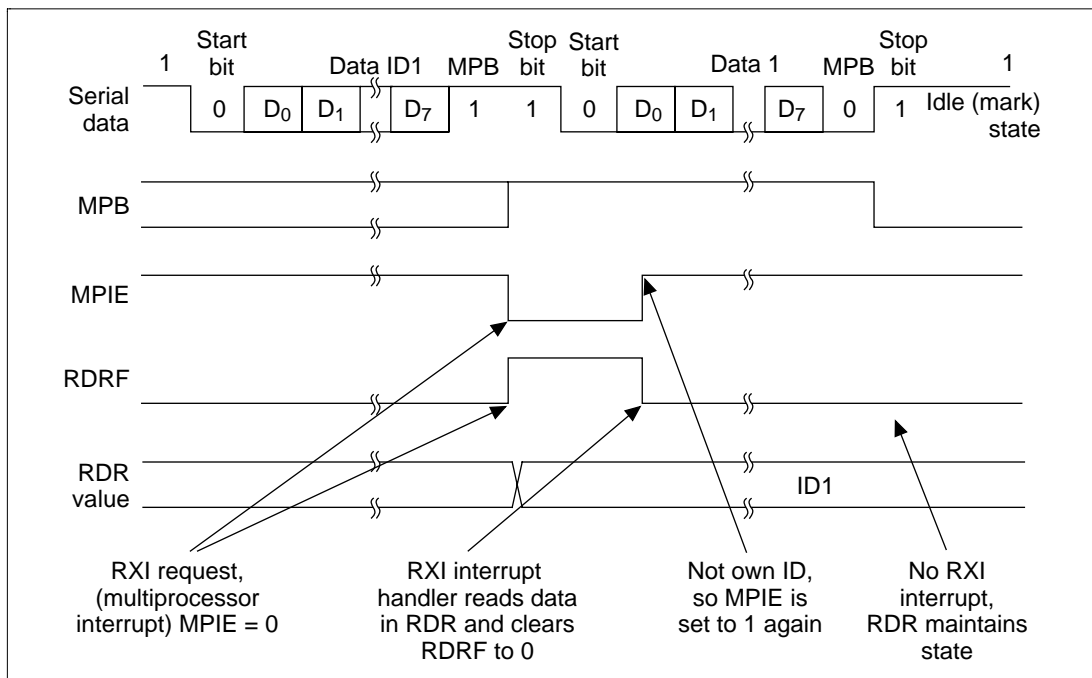 1 Start bit Data ID1 MPB Stop bit Start bit Data 1 MPB Stop bit 1
Serial data 0 D0 D1 D7 1 1 0 D0 D1 D7 0 1 Idle (mark) state
MPB
MPIE
RDRF
RDR value ID1
RXI request,
(multiprocessor
interrupt) MPIE = 0
RXI interrupt
handler reads data
in RDR and clears
RDRF to 0
Not own ID,
so MPIE is
set to 1 again
No RXI
interrupt,
RDR maintains
state